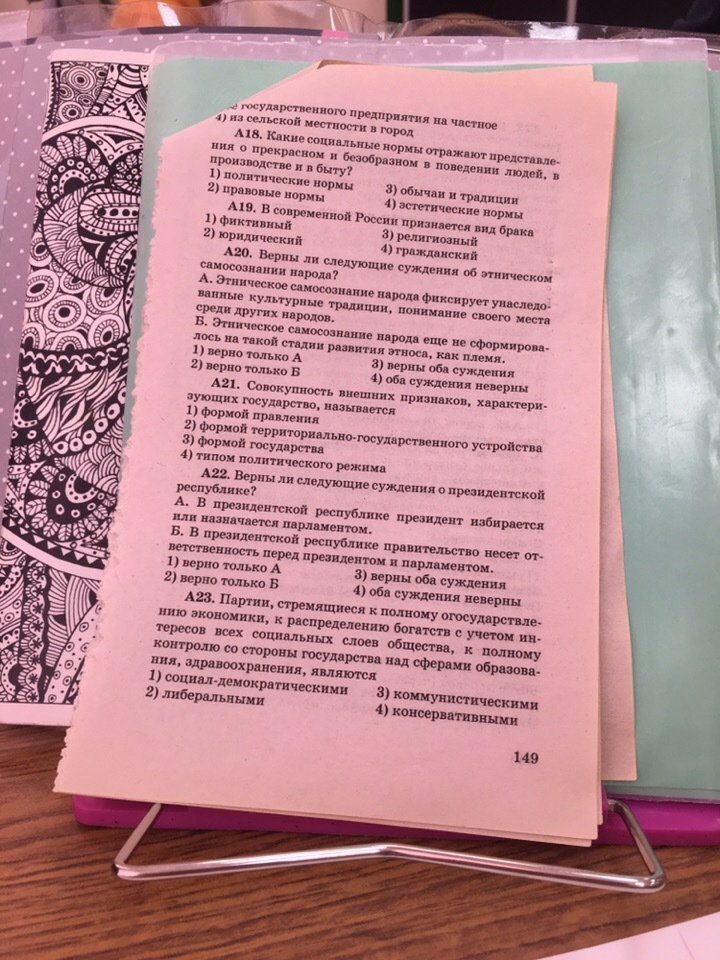 государственного предприятия на частное
4) из сельской местности в город
А18. Какие социальные нормы отражают представле-
ния о прекрасном и безобразном в поведении людей, в
производстве и в быту?
1) политические нормы 3) обычаи и традиции
2) правовые нормы 4) эстетические нормы
А19. В современной России признается вид брака
1) фиктивный 3) религиозный
2) юридический 4) гражданский
А20. Верны ли следующие суждения об этническом
самосознании народа?
А. Этническое самосознание народа фиксирует унаследо-
ванные культурные традиции, понимание своего места
среди других народов.
Б. Этническое самосознание народа еще не сформирова-
лось на такой стадии развития этноса, как племя.
1) верно только А 3) верны оба суждения
2) верно только Б 4) оба суждения неверны
А21. Совокупность внешних признаков, характери-
зующих государство, называется
1) формой правления
2) формой территориально-государственного устройства
3) формой государства
4) типом политического режима
А22. Верны ли следующие суждения о президентской
республике?
А. В президентской республике президент избирается
или назначается парламентом.
Б. В президентской республике правительство несет от-
ветственность перед президентом и парламентом.
1) верно только А 3) верны оба суждения
2) верно только Б 4) оба суждения неверны
А23. Партии, стремящиеся к полному огосударствле-
нию экономики, к распределению богатств с учетом ин-
тересов всех социальных слоев общества, к полному
контролю со стороны государства над сферами образова-
ния, здравоохранения, являются
1) социал-демократическими 3) коммунистическими
2) либеральными 4) консервативными
149